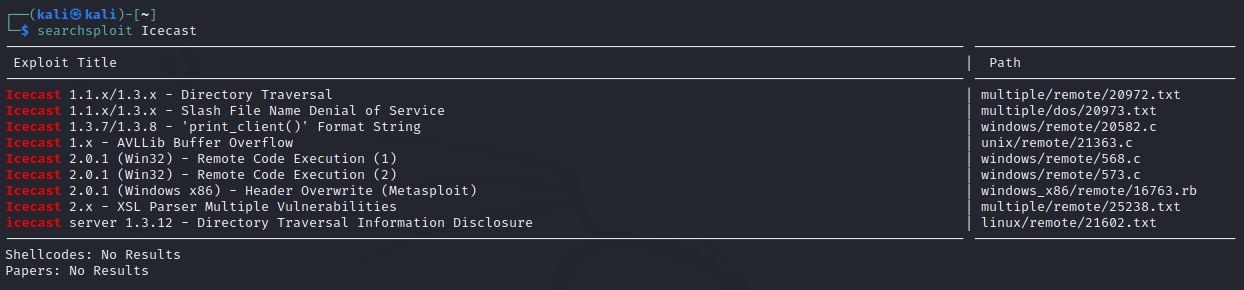 (kali㉿kali)-[~]
$ searchsploit Icecast
Exploit Title | Path
Icecast 1.1.x/1.3.x - Directory Traversal | multiple/remote/20972.txt
Icecast 1.1.x/1.3.x - Slash File Name Denial of Service | multiple/dos/20973.txt
Icecast 1.3.7/1.3.8 - 'print_client()' Format String | windows/remote/20582.c
Icecast 1.x - AVLLib Buffer Overflow | unix/remote/21363.c
Icecast 2.0.1 (Win32) - Remote Code Execution (1) | windows/remote/568.c
Icecast 2.0.1 (Win32) - Remote Code Execution (2) | windows/remote/573.c
Icecast 2.0.1 (Windows x86) - Header Overwrite (Metasploit) | windows_x86/remote/16763.rb
Icecast 2.x - XSL Parser Multiple Vulnerabilities | multiple/remote/25238.txt
icecast server 1.3.12 - Directory Traversal Information Disclosure | linux/remote/21602.txt
Shellcodes: No Results
Papers: No Results